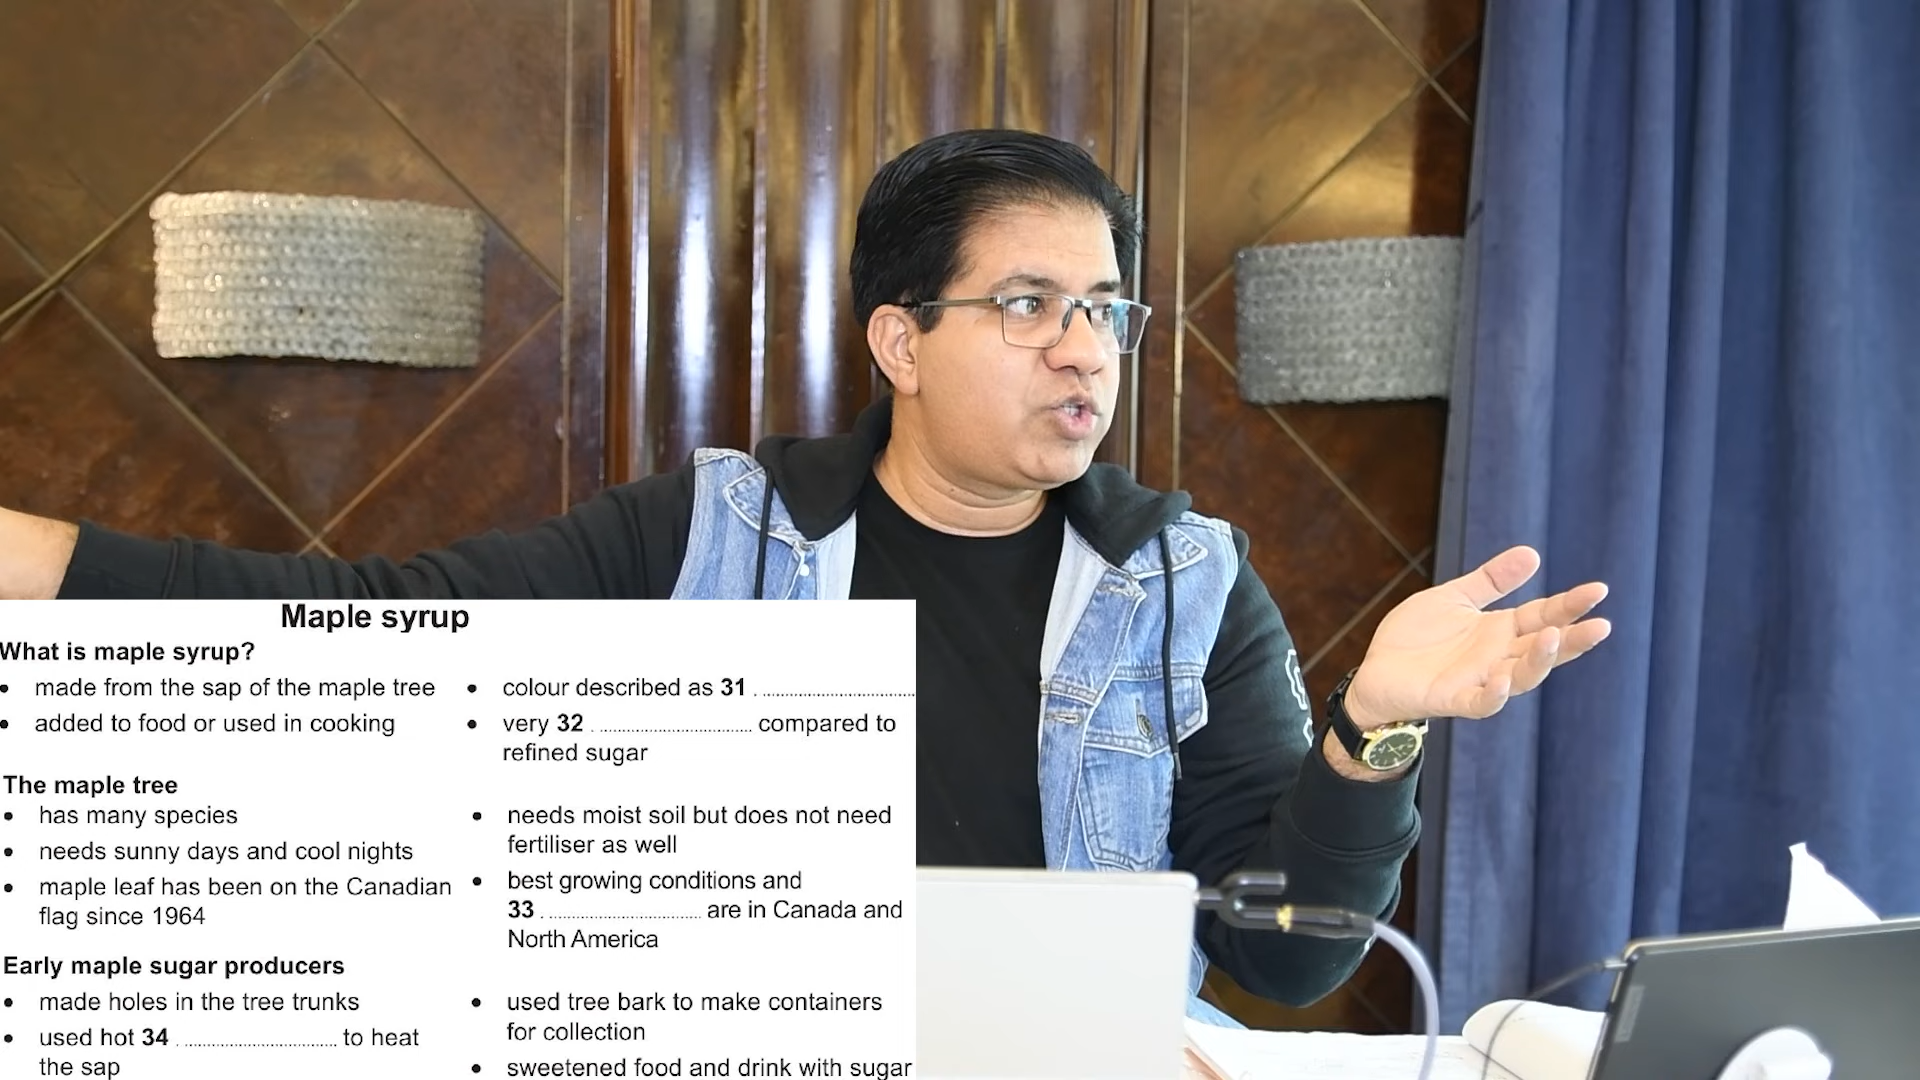 Maple syrup
What is maple syrup?
• made from the sap of the maple tree
• added to food or used in cooking
• colour described as 31 . ................................
• very 32 . ................................ compared to
refined sugar
The maple tree
• has many species
• needs sunny days and cool nights
• maple leaf has been on the Canadian
flag since 1964
• needs moist soil but does not need
fertiliser as well
• best growing conditions and
33 . ................................ are in Canada and
North America
Early maple sugar producers
• made holes in the tree trunks
• used hot 34 . ................................ to heat
the sap
• used tree bark to make containers
for collection
• sweetened food and drink with sugar